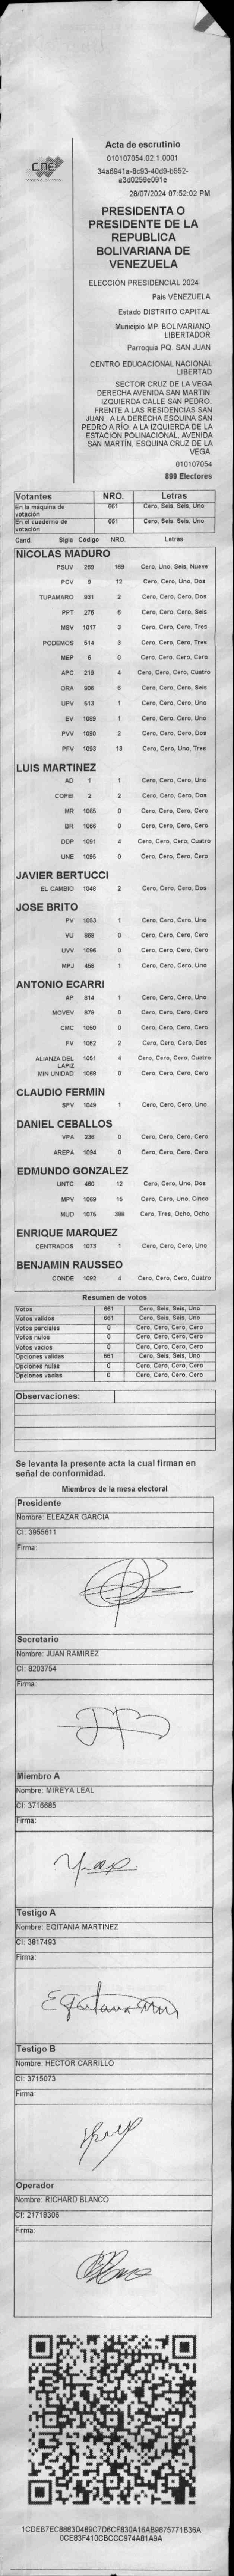 CNE
Acta de escrutinio
010107054.02.1.0001
34a6941a-8c93-40d9-b552-
a3d0259e091e
28/07/2024 07:52:02 PM
PRESIDENTA O
PRESIDENTE DE LA
REPUBLICA
BOLIVARIANA DE
VENEZUELA
ELECCIÓN PRESIDENCIAL 2024
País VENEZUELA
Estado DISTRITO CAPITAL
Municipio MP. BOLIVARIANO
LIBERTADOR
Parroquia PQ. SAN JUAN
CENTRO EDUCACIONAL NACIONAL
LIBERTAD
SECTOR CRUZ DE LA VEGA
DERECHA AVENIDA SAN MARTIN.
IZQUIERDA CALLE SAN PEDRO.
FRENTE A LAS RESIDENCIAS SAN
JUAN, A LA DERECHA ESQUINA SAN
PEDRO A RÍO. A LA IZQUIERDA DE LA
ESTACION POLINACIONAL, AVENIDA
SAN MARTÍN, ESQUINA CRUZ DE LA
VEGA.
010107054
899 Electores
Votantes NRO. Letras
En la máquina de votación 661 Cero, Seis, Seis, Uno
En el cuaderno de votación 661 Cero, Seis, Seis, Uno
Cand. Sigla Código NRO. Letras
NICOLAS MADURO
PSUV 269 169 Cero, Uno, Seis, Nueve
PCV 9 12 Cero, Cero, Uno, Dos
TUPAMARO 931 2 Cero, Cero, Cero, Dos
PPT 276 6 Cero, Cero, Cero, Seis
MSV 1017 3 Cero, Cero, Cero, Tres
PODEMOS 514 3 Cero, Cero, Cero, Tres
MEP 6 0 Cero, Cero, Cero, Cero
APC 218 4 Cero, Cero, Cero, Cuatro
ORA 906 6 Cero, Cero, Cero, Seis
UPV 513 1 Cero, Cero, Cero, Uno
EV 1089 1 Cero, Cero, Cero, Uno
PVV 1090 2 Cero, Cero, Cero, Dos
PFV 1093 13 Cero, Cero, Uno, Tres
LUIS MARTINEZ
AD 1 1 Cero, Cero, Cero, Uno
COPEI 2 2 Cero, Cero, Cero, Dos
MR 1065 0 Cero, Cero, Cero, Cero
BR 1066 0 Cero, Cero, Cero, Cero
DDP 1091 4 Cero, Cero, Cero, Cuatro
UNE 1095 0 Cero, Cero, Cero, Cero
JAVIER BERTUCCI
EL CAMBIO 1048 2 Cero, Cero, Cero, Dos
JOSE BRITO
PV 1053 1 Cero, Cero, Cero, Uno
VU 869 0 Cero, Cero, Cero, Cero
UVV 1096 0 Cero, Cero, Cero, Cero
MPJ 456 1 Cero, Cero, Cero, Uno
ANTONIO ECARRI
AP 814 1 Cero, Cero, Cero, Uno
MOVEV 878 0 Cero, Cero, Cero, Cero
CMC 1050 0 Cero, Cero, Cero, Cero
FV 1062 2 Cero, Cero, Cero, Dos
ALIANZA DEL LAPIZ 1051 4 Cero, Cero, Cero, Cuatro
MIN UNIDAD 1068 0 Cero, Cero, Cero, Cero
CLAUDIO FERMIN
SPV 1049 1 Cero, Cero, Cero, Uno
DANIEL CEBALLOS
VPA 236 0 Cero, Cero, Cero, Cero
AREPA 1094 0 Cero, Cero, Cero, Cero
EDMUNDO GONZALEZ
UNTC 460 12 Cero, Cero, Uno, Dos
MPV 1069 15 Cero, Cero, Uno, Cinco
MUD 1075 388 Cero, Tres, Ocho, Ocho
ENRIQUE MARQUEZ
CENTRADOS 1073 1 Cero, Cero, Cero, Uno
BENJAMIN RAUSSEO
CONDE 1092 4 Cero, Cero, Cero, Cuatro
Resumen de votos
Votos 661 Cero, Seis, Seis, Uno
Votos validos 661 Cero, Seis, Seis, Uno
Votos parciales 0 Cero, Cero, Cero, Cero
Votos nulos 0 Cero, Cero, Cero, Cero
Votos vacios 0 Cero, Cero, Cero, Cero
Opciones validas 661 Cero, Seis, Seis, Uno
Opciones nulas 0 Cero, Cero, Cero, Cero
Opciones vacias 0 Cero, Cero, Cero, Cero
Observaciones:
Se levanta la presente acta la cual firman en
señal de conformidad.
Miembros de la mesa electoral
Presidente
Nombre: ELEAZAR GARCIA
CI: 3955611
Firma:
Secretario
Nombre: JUAN RAMIREZ
CI: 8203754
Firma:
Miembro A
Nombre: MIREYA LEAL
CI: 3716685
Firma:
Testigo A
Nombre: EQITANIA MARTINEZ
CI: 3817493
Firma:
Testigo B
Nombre: HECTOR CARRILLO
CI: 3715073
Firma:
Operador
Nombre: RICHARD BLANCO
CI: 21718306
Firma:
1CDEB7EC8863D489C7D6CF830A16AB9875771B36A
0CE83F410CBCCC974A81A9A